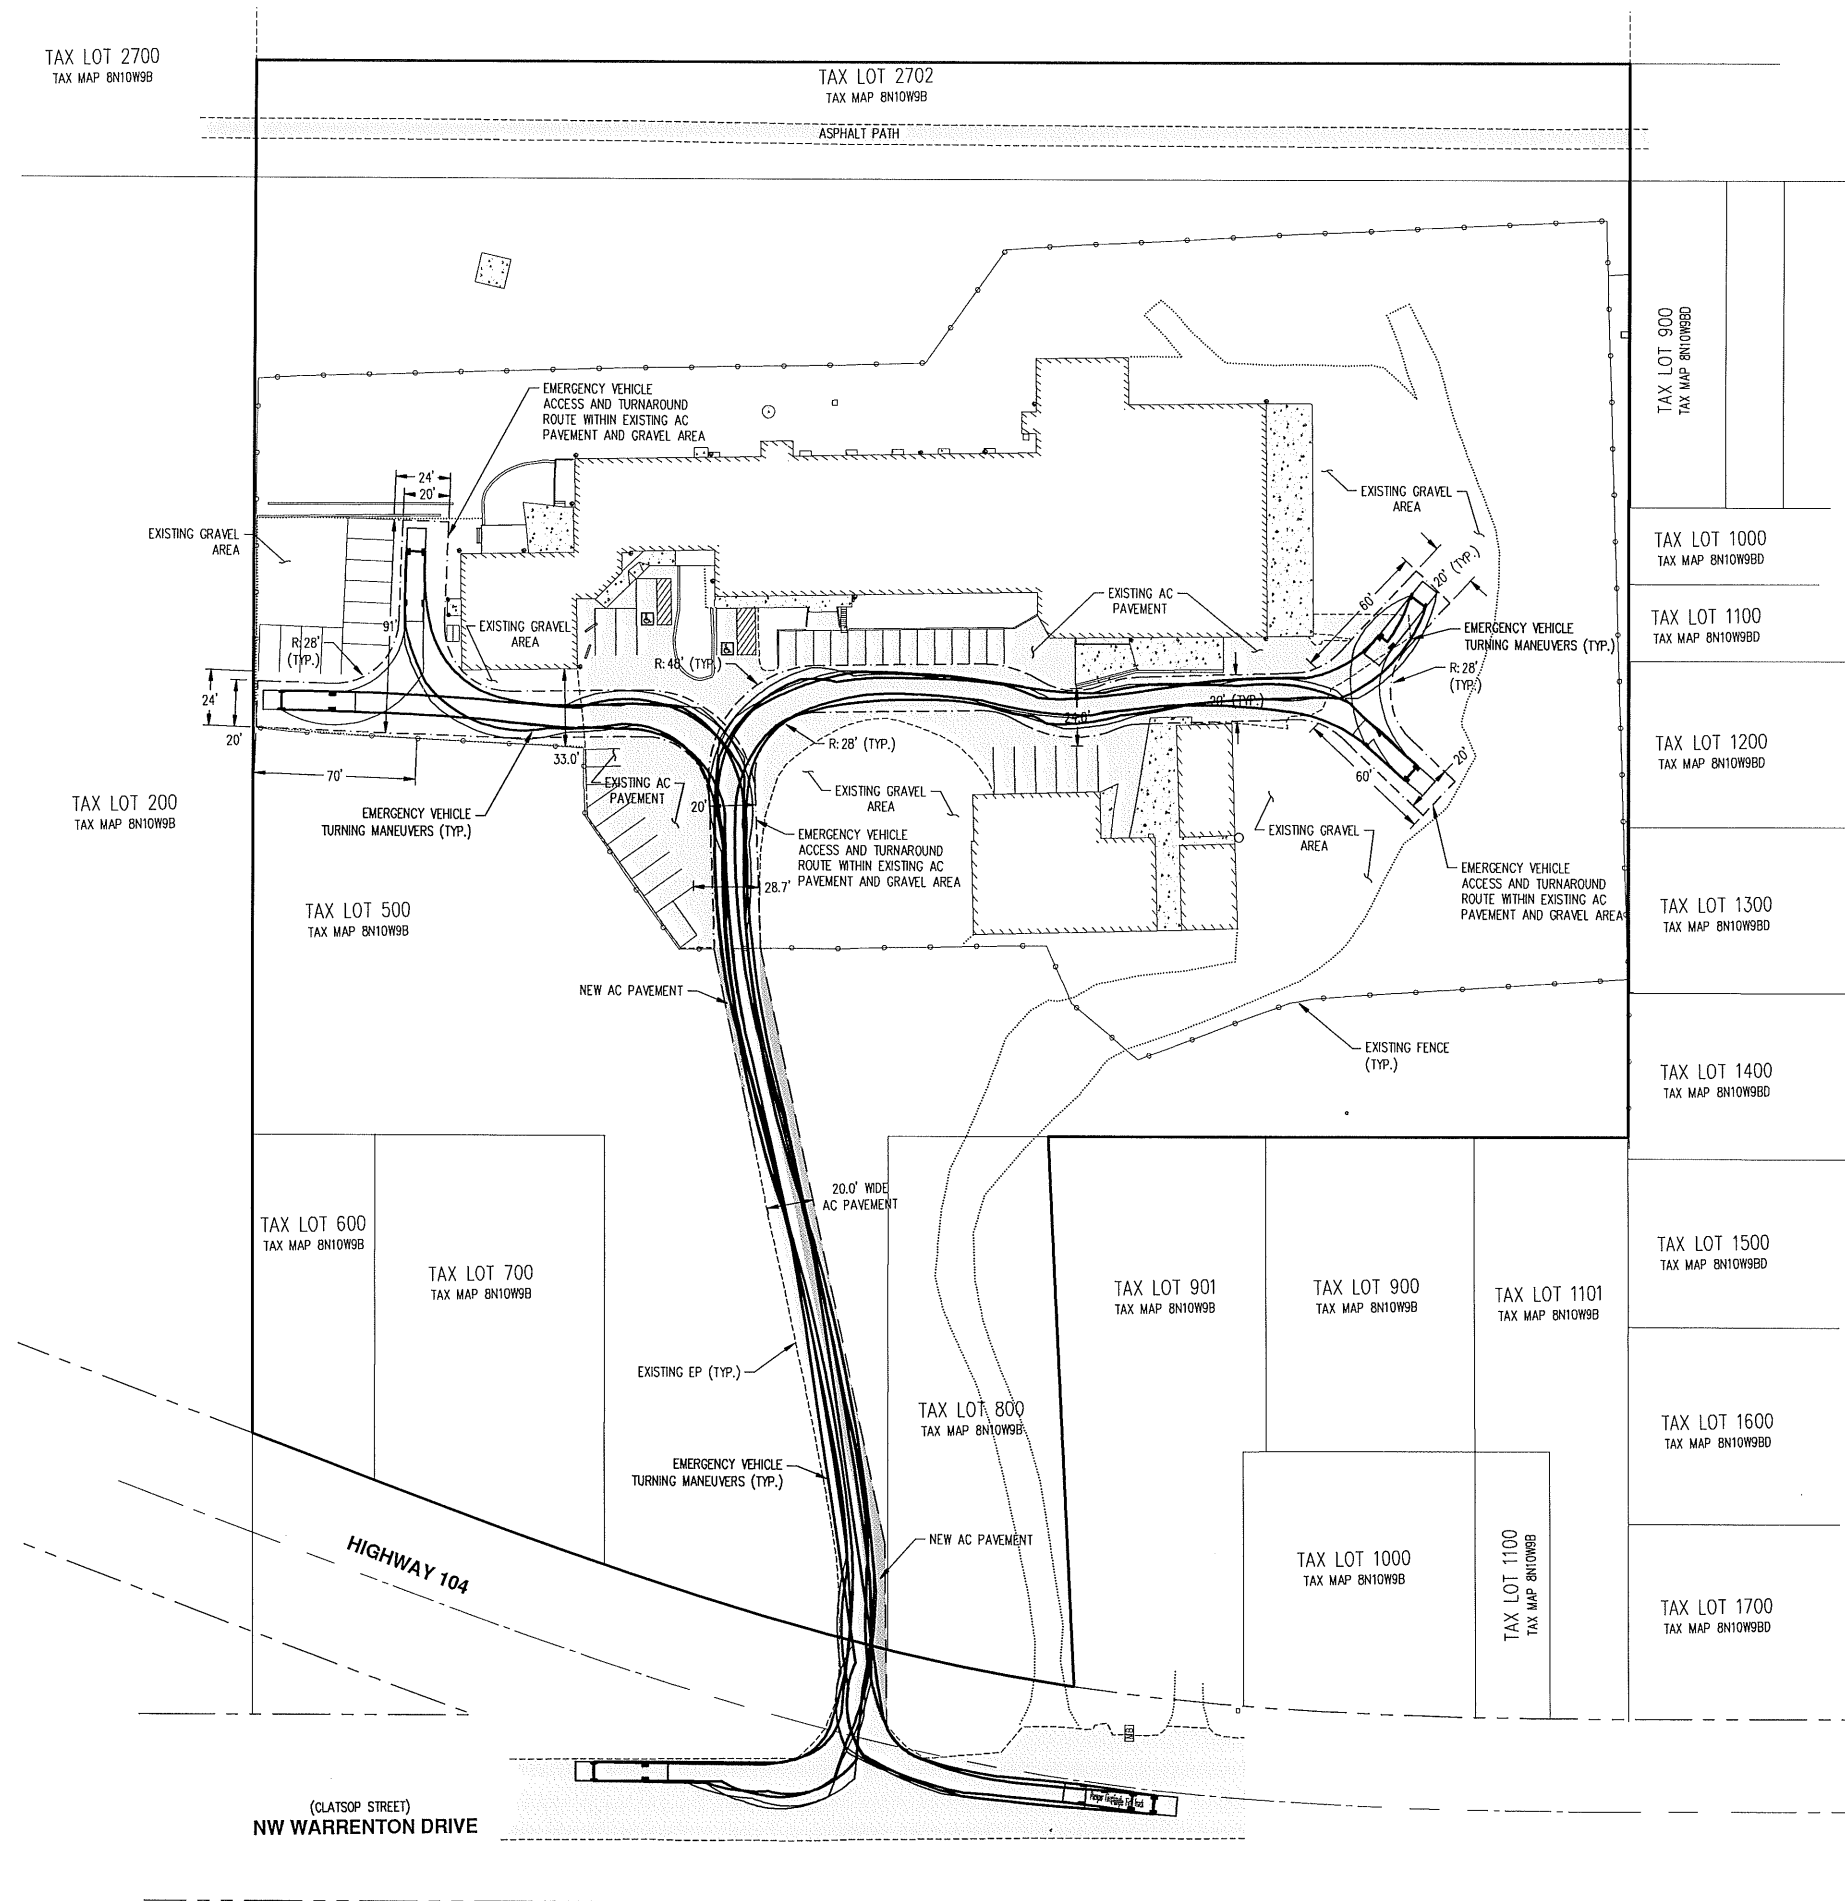 TAX LOT 2700
TAX MAP 8N10W9B
TAX LOT 2702
TAX MAP 8N10W9B
ASPHALT PATH
TAX LOT 900
TAX MAP 8N10W9BD
EMERGENCY VEHICLE
ACCESS AND TURNAROUND
ROUTE WITHIN EXISTING AC
PAVEMENT AND GRAVEL AREA
24'
20'
EXISTING GRAVEL
AREA
EXISTING GRAVEL
AREA
TAX LOT 1000
TAX MAP 8N10W9BD
20' (TYP.)
60'
EXISTING AC
PAVEMENT
TAX LOT 1100
TAX MAP 8N10W9BD
91'
EXISTING GRAVEL
AREA
EMERGENCY VEHICLE
TURNING MANEUVERS (TYP.)
R: 28'
(TYP.)
R: 48' (TYP.)
R: 28'
(TYP.)
24'
20'
20' (TYP.)
24.0'
33.0'
R: 28' (TYP.)
TAX LOT 1200
TAX MAP 8N10W9BD
20'
60'
70'
EXISTING AC
PAVEMENT
20'
EXISTING GRAVEL
AREA
TAX LOT 200
TAX MAP 8N10W9B
EMERGENCY VEHICLE
TURNING MANEUVERS (TYP.)
EMERGENCY VEHICLE
ACCESS AND TURNAROUND
ROUTE WITHIN EXISTING AC
PAVEMENT AND GRAVEL AREA
28.7'
EXISTING GRAVEL
AREA
EMERGENCY VEHICLE
ACCESS AND TURNAROUND
ROUTE WITHIN EXISTING AC
PAVEMENT AND GRAVEL AREA
TAX LOT 500
TAX MAP 8N10W9B
TAX LOT 1300
TAX MAP 8N10W9BD
NEW AC PAVEMENT
EXISTING FENCE
(TYP.)
TAX LOT 1400
TAX MAP 8N10W9BD
20.0' WIDE
AC PAVEMENT
TAX LOT 600
TAX MAP 8N10W9B
TAX LOT 700
TAX MAP 8N10W9B
TAX LOT 901
TAX MAP 8N10W9B
TAX LOT 900
TAX MAP 8N10W9B
TAX LOT 1101
TAX MAP 8N10W9B
TAX LOT 1500
TAX MAP 8N10W9BD
EXISTING EP (TYP.)
TAX LOT 800
TAX MAP 8N10W9B
TAX LOT 1600
TAX MAP 8N10W9BD
EMERGENCY VEHICLE
TURNING MANEUVERS (TYP.)
HIGHWAY 104
NEW AC PAVEMENT
TAX LOT 1000
TAX MAP 8N10W9B
TAX LOT 1100
TAX MAP 8N10W9B
TAX LOT 1700
TAX MAP 8N10W9BD
(CLATSOP STREET)
NW WARRENTON DRIVE